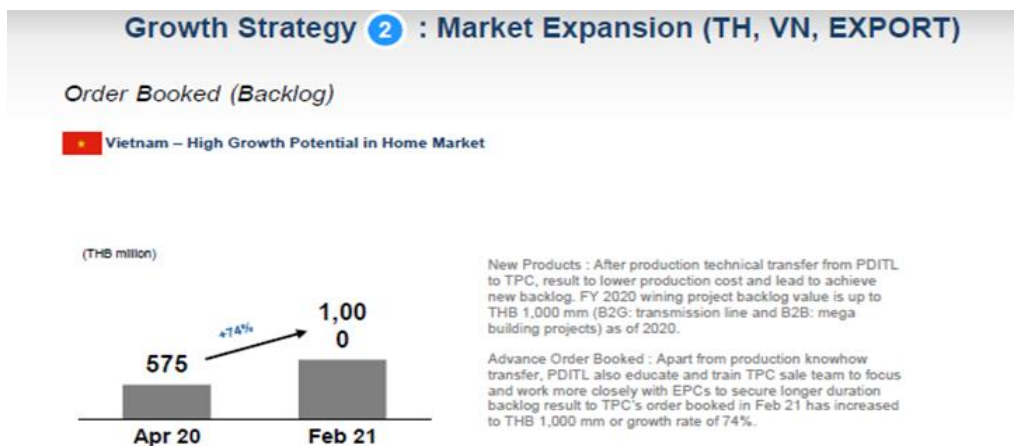 Growth Strategy 2 : Market Expansion (TH, VN, EXPORT)
Order Booked (Backlog)
Vietnam – High Growth Potential in Home Market
(THB million)
575
+74%
1,00
0
Apr 20
Feb 21
New Products : After production technical transfer from PDITL
to TPC, result to lower production cost and lead to achieve
new backlog. FY 2020 wining project backlog value is up to
THB 1,000 mm (B2G: transmission line and B2B: mega
building projects) as of 2020.
Advance Order Booked : Apart from production knowhow
transfer, PDITL also educate and train TPC sale team to focus
and work more closely with EPCs to secure longer duration
backlog result to TPC's order booked in Feb 21 has increased
to THB 1,000 mm or growth rate of 74%.